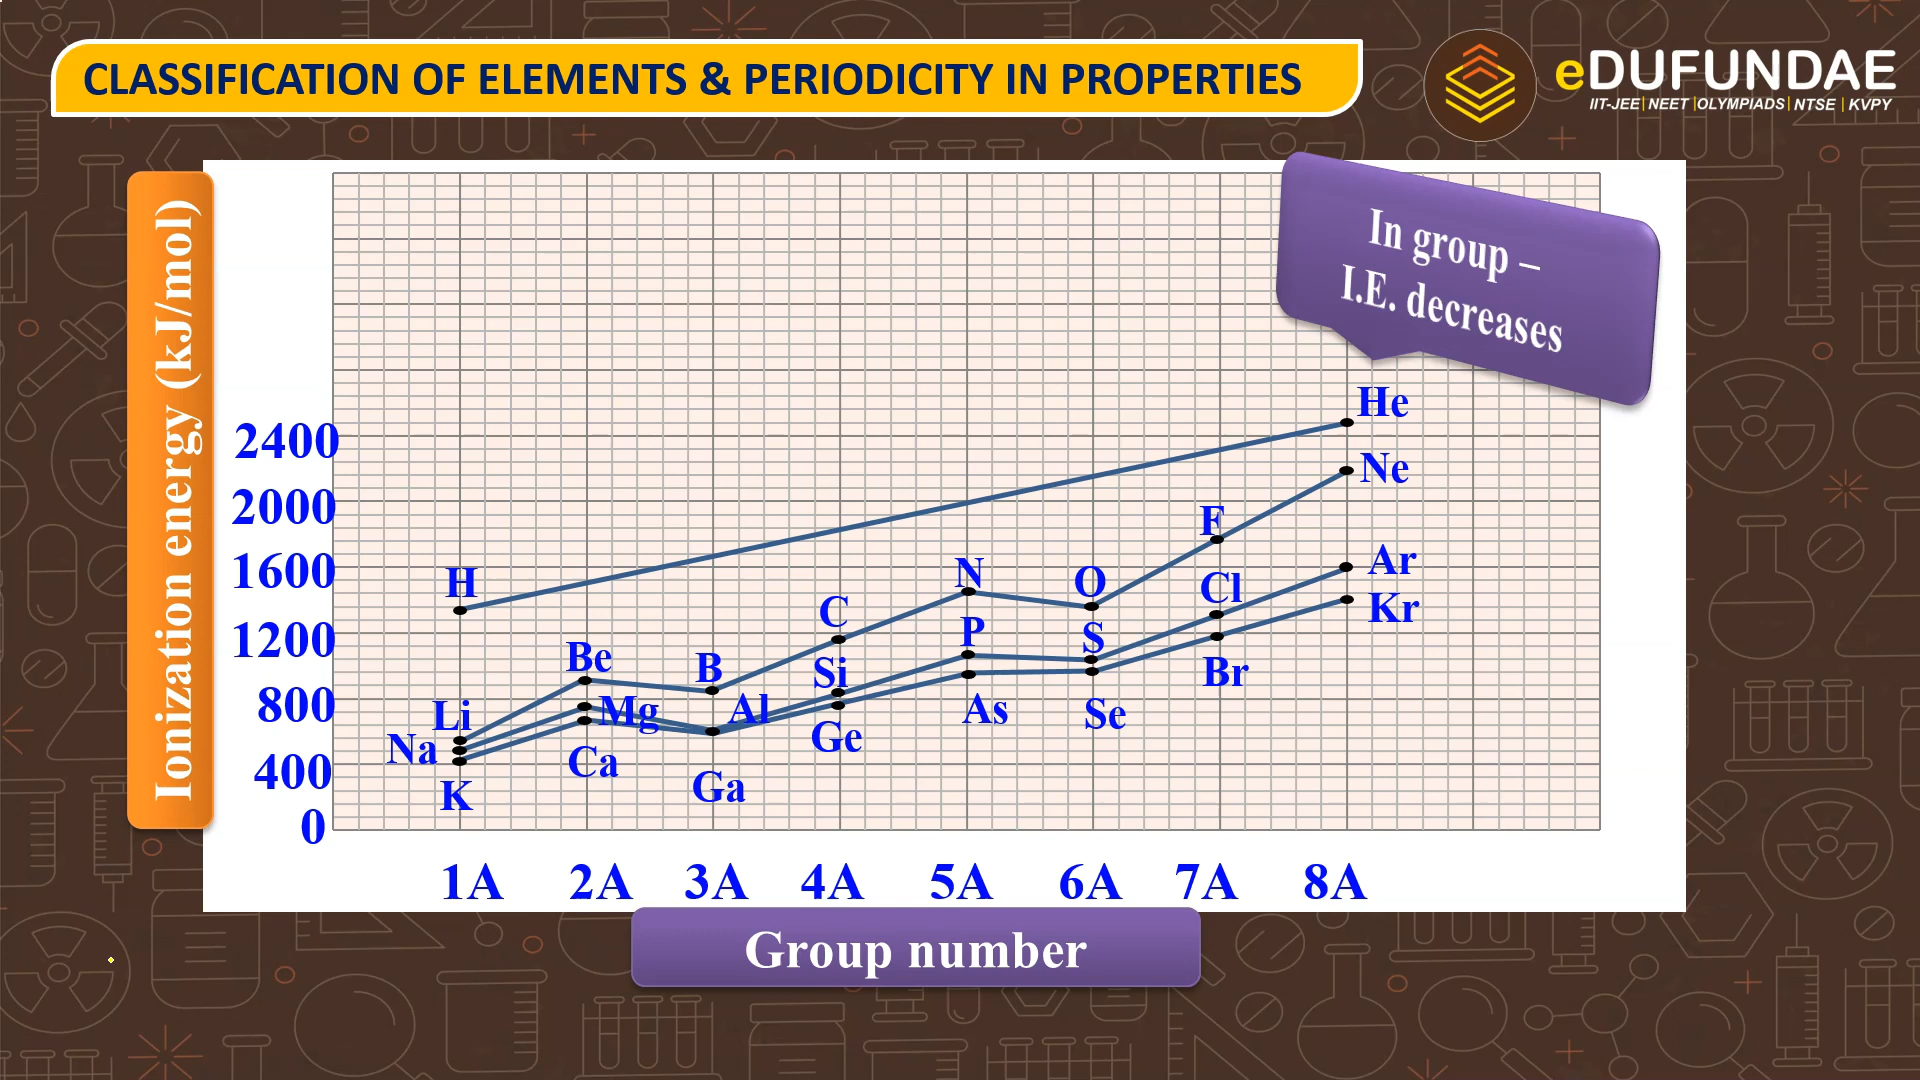 CLASSIFICATION OF ELEMENTS & PERIODICITY IN PROPERTIES
eDUFUNDAE
IIT-JEE | NEET | OLYMPIADS | NTSE | KVPY
Ionization energy (kJ/mol)
In group –
I.E. decreases
He
2400
Ne
2000
F
1600
H
N
O
Cl
Ar
Kr
1200
C
P
S
Be
B
Si
Br
800
Li
Mg
Al
As
Se
Na
Ge
400
Ca
K
Ga
0
1A 2A 3A 4A 5A 6A 7A 8A
Group number